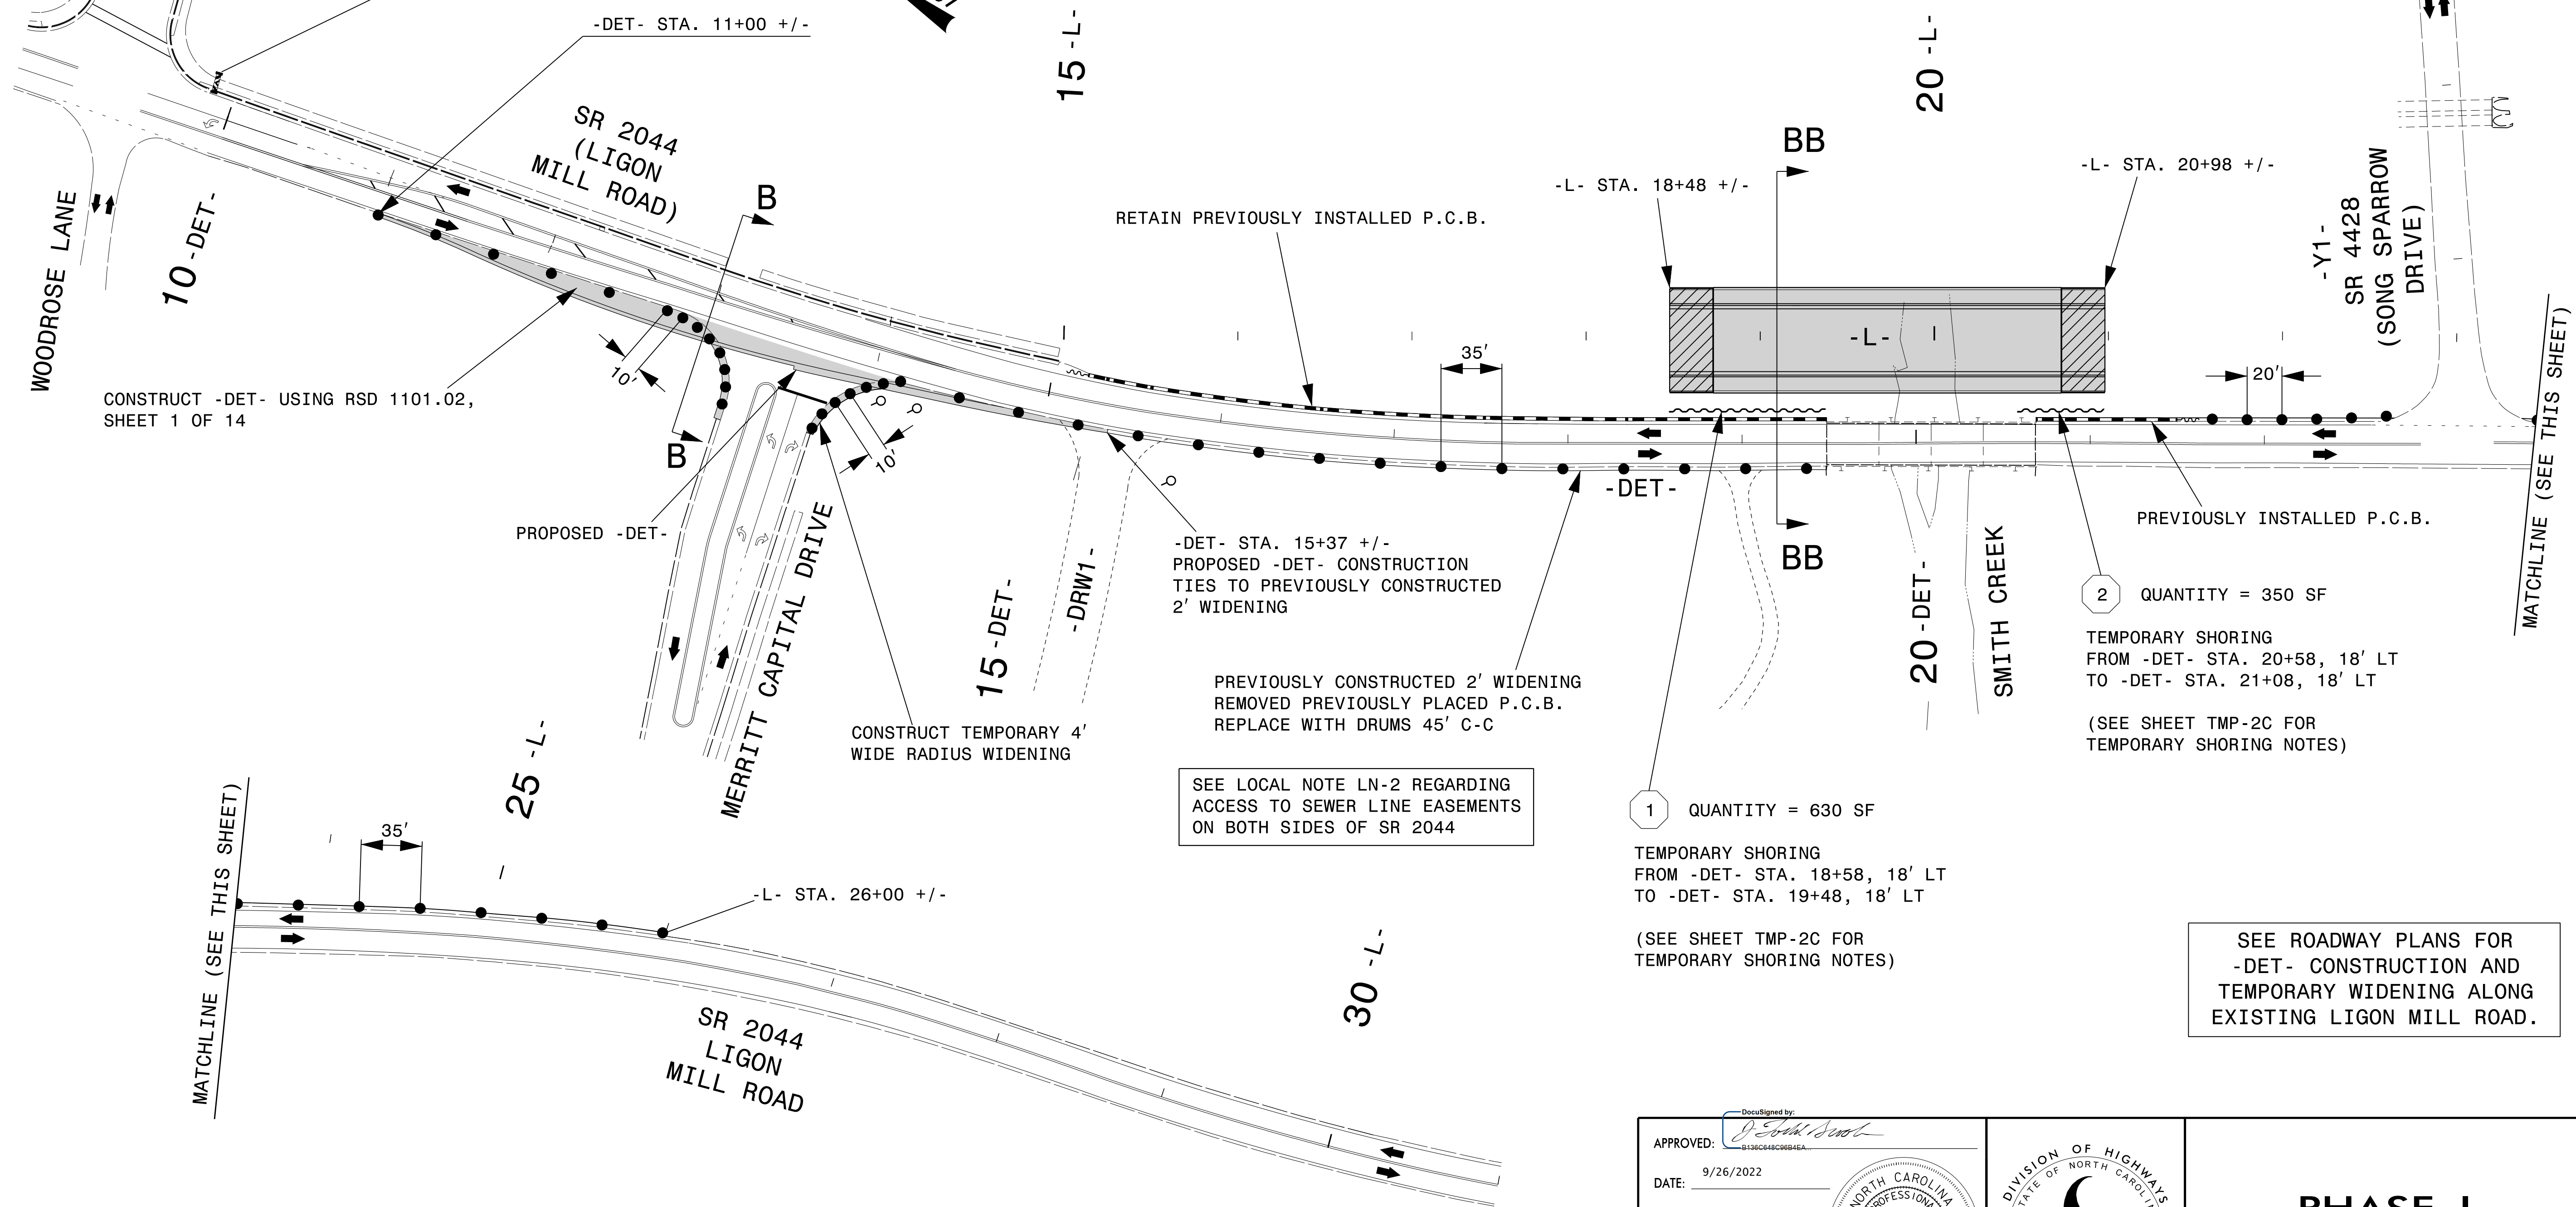 -DET- STA. 11+00 +/-
SR 2044
(LIGON
MILL ROAD)
WOODROSE LANE
10 -DET-
B
B
10'
CONSTRUCT -DET- USING RSD 1101.02,
SHEET 1 OF 14
PROPOSED -DET-
10'
MERRITT CAPITAL DRIVE
CONSTRUCT TEMPORARY 4'
WIDE RADIUS WIDENING
15 -L-
RETAIN PREVIOUSLY INSTALLED P.C.B.
35'
15 -DET-
-DRW1-
-DET- STA. 15+37 +/-
PROPOSED -DET- CONSTRUCTION
TIES TO PREVIOUSLY CONSTRUCTED
2' WIDENING
PREVIOUSLY CONSTRUCTED 2' WIDENING
REMOVED PREVIOUSLY PLACED P.C.B.
REPLACE WITH DRUMS 45' C-C
SEE LOCAL NOTE LN-2 REGARDING
ACCESS TO SEWER LINE EASEMENTS
ON BOTH SIDES OF SR 2044
20 -L-
BB
BB
-L- STA. 18+48 +/-
-L- STA. 20+98 +/-
-L-
-DET-
20 -DET-
SMITH CREEK
20'
-Y1-
SR 4428
(SONG SPARROW
DRIVE)
MATCHLINE (SEE THIS SHEET)
PREVIOUSLY INSTALLED P.C.B.
2 QUANTITY = 350 SF
TEMPORARY SHORING
FROM -DET- STA. 20+58, 18' LT
TO -DET- STA. 21+08, 18' LT
(SEE SHEET TMP-2C FOR
TEMPORARY SHORING NOTES)
1 QUANTITY = 630 SF
TEMPORARY SHORING
FROM -DET- STA. 18+58, 18' LT
TO -DET- STA. 19+48, 18' LT
(SEE SHEET TMP-2C FOR
TEMPORARY SHORING NOTES)
MATCHLINE (SEE THIS SHEET)
35'
25 -L-
-L- STA. 26+00 +/-
30 -L-
SR 2044
LIGON
MILL ROAD
SEE ROADWAY PLANS FOR
-DET- CONSTRUCTION AND
TEMPORARY WIDENING ALONG
EXISTING LIGON MILL ROAD.
DocuSigned by:
APPROVED:
B136C648C96B4EA...
DATE: 9/26/2022
NORTH CAROLINA
DIVISION OF HIGHWAYS
PHASE I